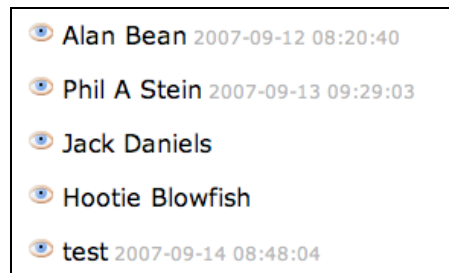 Alan Bean 2007-09-12 08:20:40
Phil A Stein 2007-09-13 09:29:03
Jack Daniels
Hootie Blowfish
test 2007-09-14 08:48:04